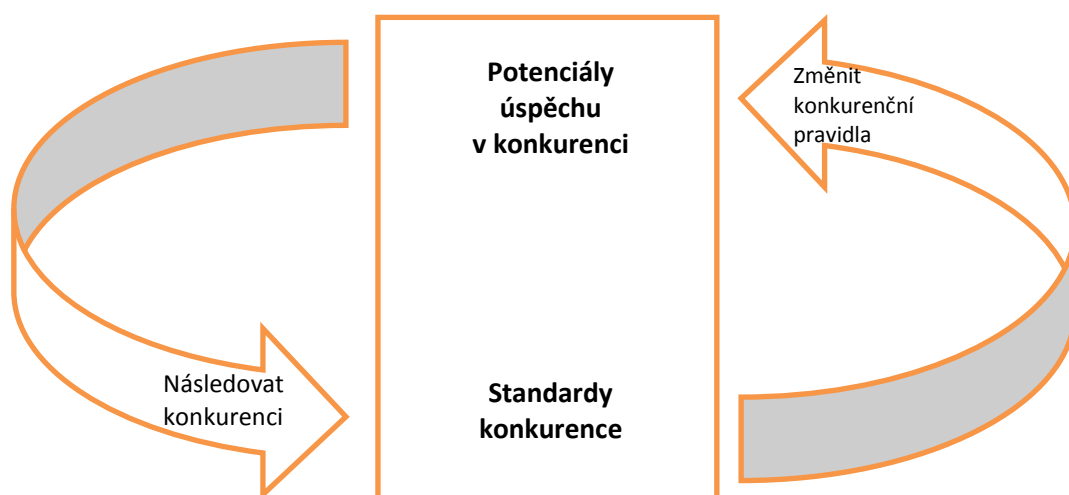 Potenciály
úspěchu
v konkurenci
Změnit
konkurenční
pravidla
Následovat
konkurenci
Standardy
konkurence